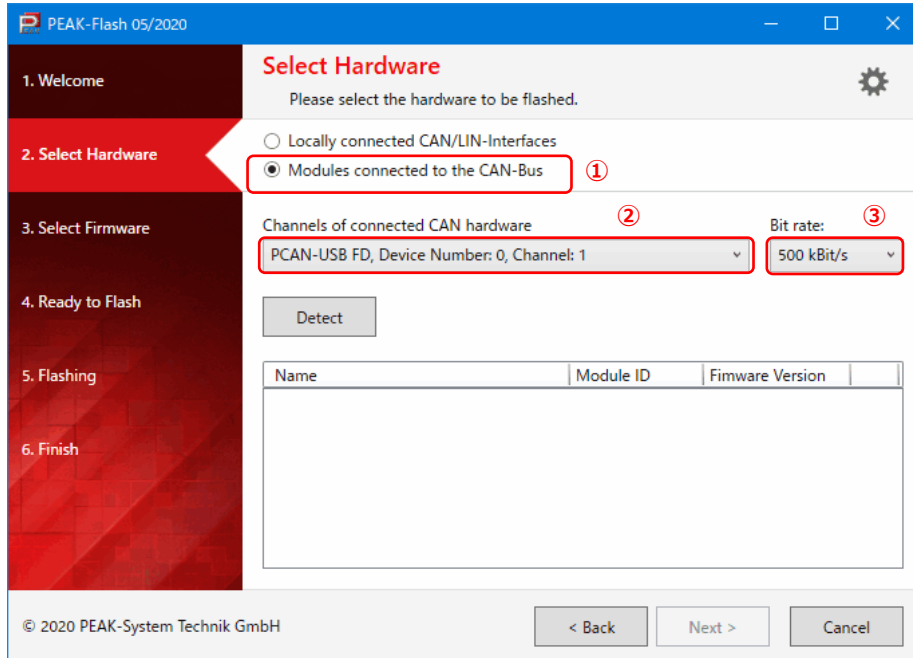 PEAK-Flash 05/2020
1. Welcome
2. Select Hardware
3. Select Firmware
4. Ready to Flash
5. Flashing
6. Finish
Select Hardware
Please select the hardware to be flashed.
Locally connected CAN/LIN-Interfaces
Modules connected to the CAN-Bus ①
Channels of connected CAN hardware ② Bit rate: ③
PCAN-USB FD, Device Number: 0, Channel: 1 500 kBit/s
Detect
Name Module ID Fimware Version
© 2020 PEAK-System Technik GmbH < Back Next > Cancel